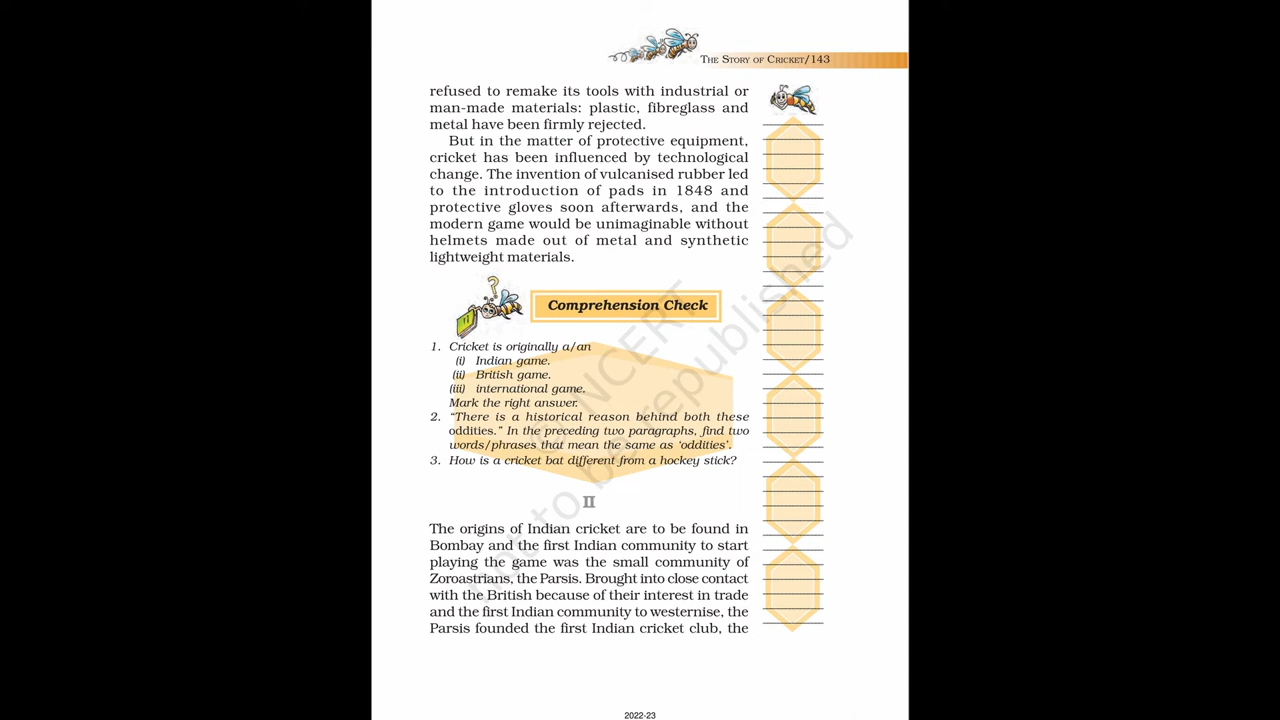 THE STORY OF CRICKET/143
refused to remake its tools with industrial or
man-made materials: plastic, fibreglass and
metal have been firmly rejected.
But in the matter of protective equipment,
cricket has been influenced by technological
change. The invention of vulcanised rubber led
to the introduction of pads in 1848 and
protective gloves soon afterwards, and the
modern game would be unimaginable without
helmets made out of metal and synthetic
lightweight materials.
?
Comprehension Check
1. Cricket is originally a/an
(i) Indian game.
(ii) British game.
(iii) international game.
Mark the right answer.
2. “There is a historical reason behind both these
oddities.” In the preceding two paragraphs, find two
words/phrases that mean the same as ‘oddities’.
3. How is a cricket bat different from a hockey stick?
II
The origins of Indian cricket are to be found in
Bombay and the first Indian community to start
playing the game was the small community of
Zoroastrians, the Parsis. Brought into close contact
with the British because of their interest in trade
and the first Indian community to westernise, the
Parsis founded the first Indian cricket club, the
© NCERT
not to be republished
2022-23